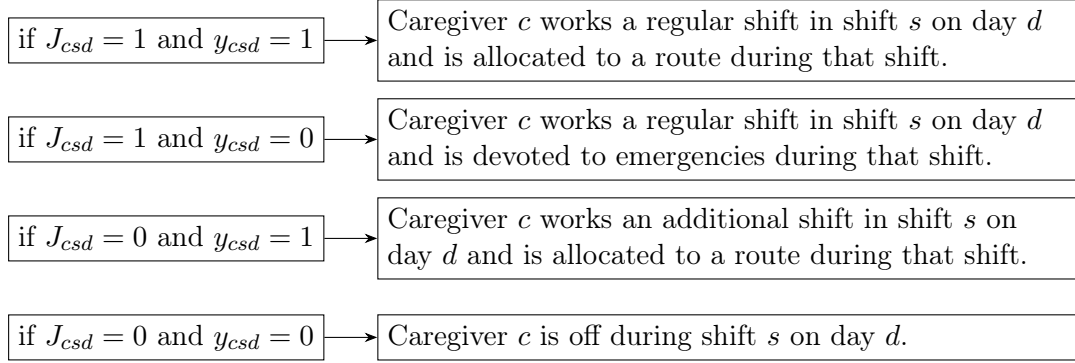 if J_{csd} = 1 and y_{csd} = 1
Caregiver c works a regular shift in shift s on day d
and is allocated to a route during that shift.
if J_{csd} = 1 and y_{csd} = 0
Caregiver c works a regular shift in shift s on day d
and is devoted to emergencies during that shift.
if J_{csd} = 0 and y_{csd} = 1
Caregiver c works an additional shift in shift s on
day d and is allocated to a route during that shift.
if J_{csd} = 0 and y_{csd} = 0
Caregiver c is off during shift s on day d.